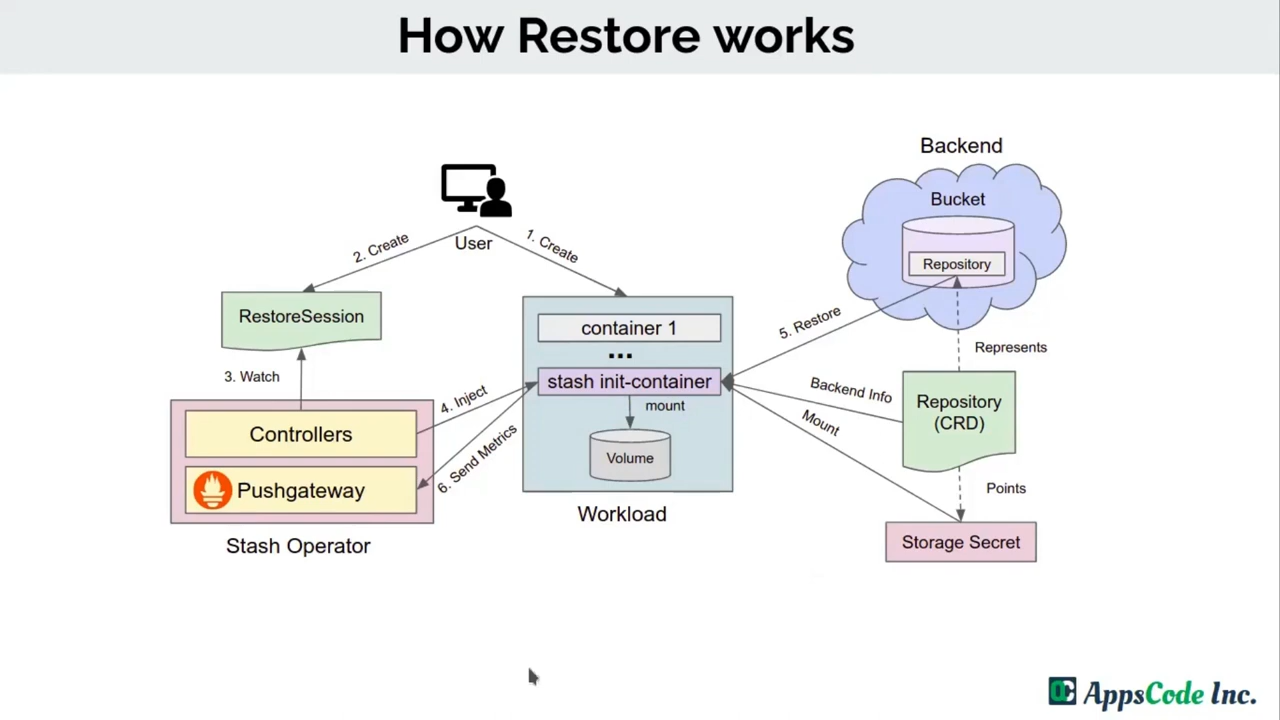 How Restore works
Backend
Bucket
Repository
User
2. Create
1. Create
RestoreSession
container 1
...
stash init-container
mount
Volume
Workload
3. Watch
4. Inject
6. Send Metrics
Controllers
Pushgateway
Stash Operator
5. Restore
Represents
Backend Info
Mount
Repository
(CRD)
Points
Storage Secret
AppsCode Inc.